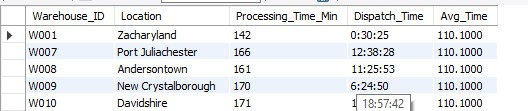 Warehouse_ID Location Processing_Time_Min Dispatch_Time Avg_Time
W001 Zacharyland 142 0:30:25 110.1000
W007 Port Juliachester 166 12:38:28 110.1000
W008 Andersontown 161 11:25:53 110.1000
W009 New Crystalborough 170 6:24:50 110.1000
W010 Davidshire 171 110.1000
18:57:42